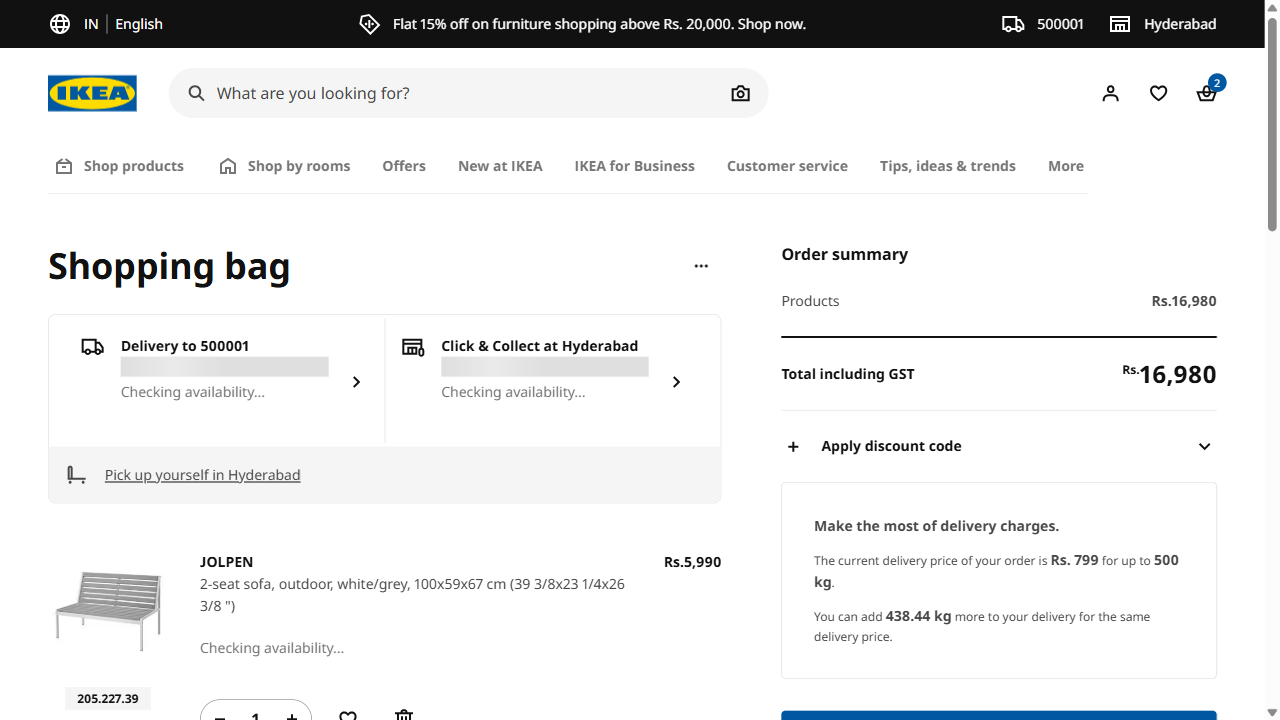 IN English
Flat 15% off on furniture shopping above Rs. 20,000. Shop now.
500001
Hyderabad
IKEA
What are you looking for?
2
Shop products
Shop by rooms
Offers
New at IKEA
IKEA for Business
Customer service
Tips, ideas & trends
More
Shopping bag
Delivery to 500001
Checking availability...
Click & Collect at Hyderabad
Checking availability...
Pick up yourself in Hyderabad
JOLPEN
Rs.5,990
2-seat sofa, outdoor, white/grey, 100x59x67 cm (39 3/8x23 1/4x26
3/8 ")
Checking availability...
205.227.39
1
Order summary
Products
Rs.16,980
Total including GST
Rs.16,980
Apply discount code
Make the most of delivery charges.
The current delivery price of your order is Rs. 799 for up to 500
kg.
You can add 438.44 kg more to your delivery for the same
delivery price.